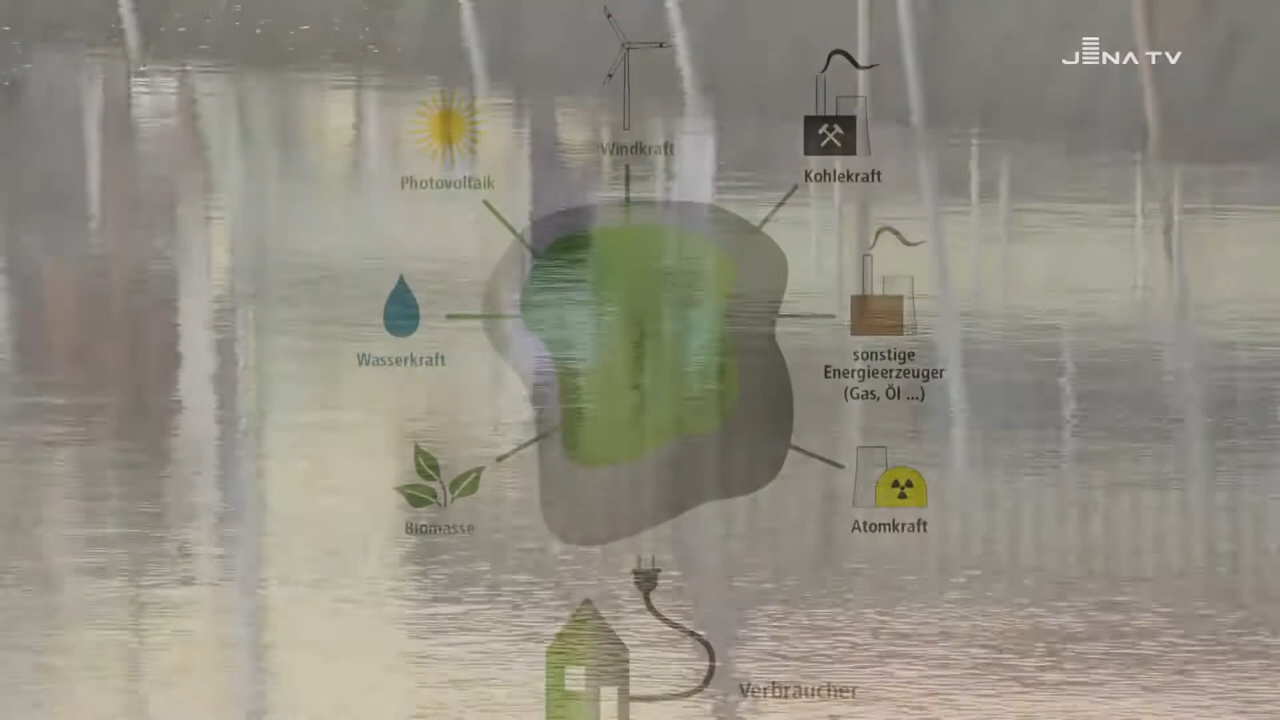 JENA TV
Windkraft
Photovoltaik
Kohlekraft
Wasserkraft
sonstige
Energieerzeuger
(Gas, Öl ...)
Biomasse
Atomkraft
Verbraucher